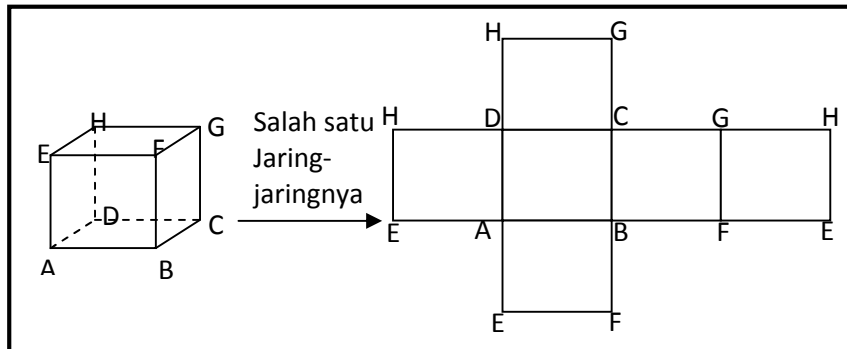 H G
H D C G H
H G
E F
Salah satu
Jaring-
jaringnya
D C
A B
E A B F E
E F